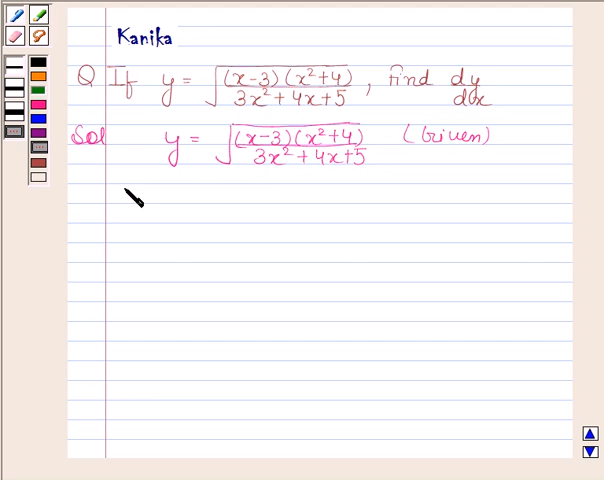 Kanika
Q If y = √((x-3)(x²+4)/(3x²+4x+5)), find dy/dx
Sol y = √((x-3)(x²+4)/(3x²+4x+5)) (Given)